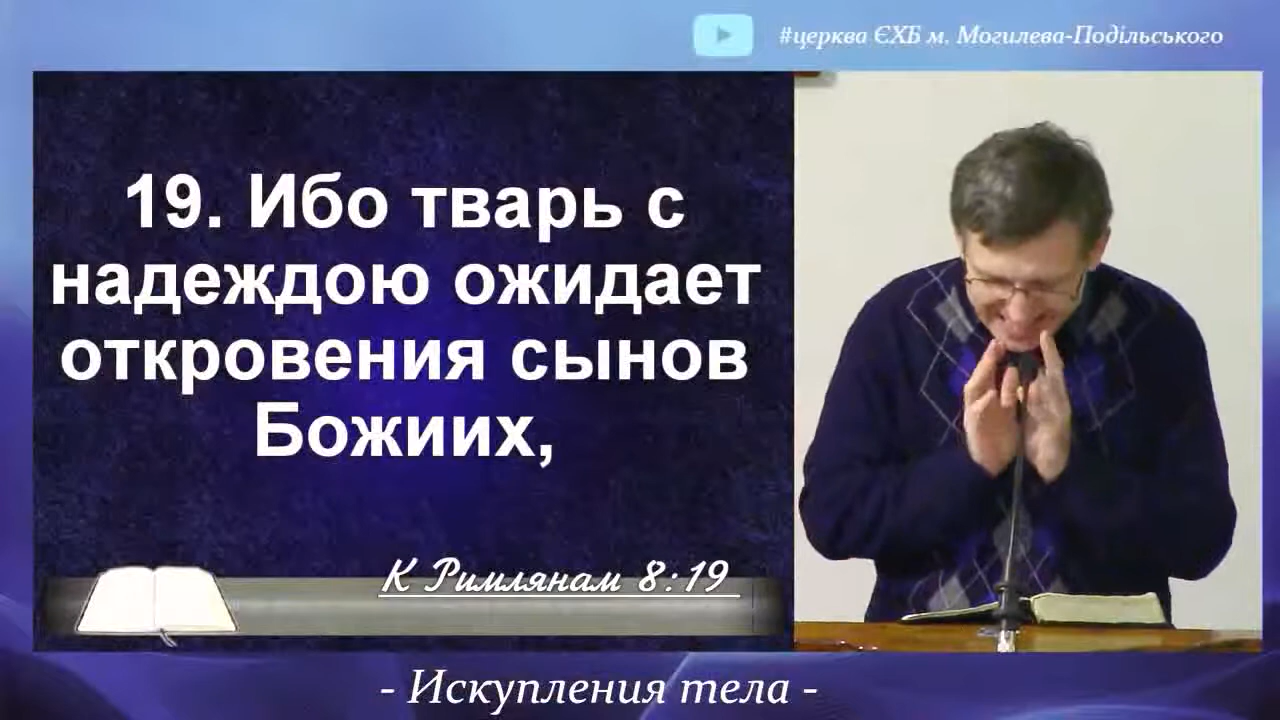 #церква ЄХБ м. Могилева-Подільського
19. Ибо тварь с
надеждою ожидает
откровения сынов
Божиих,
К Римлянам 8:19
- Искупления тела -